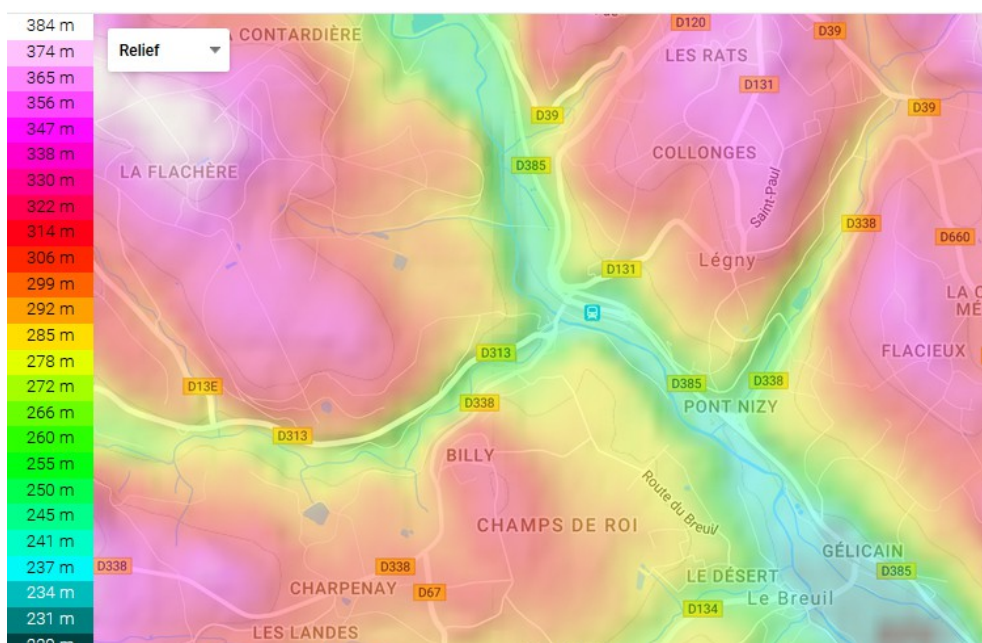 384 m
374 m
365 m
356 m
347 m
338 m
330 m
322 m
314 m
306 m
299 m
292 m
285 m
278 m
272 m
266 m
260 m
255 m
250 m
245 m
241 m
237 m
234 m
231 m
Relief
CONTARDIÈRE
D120
D39
LES RATS
D131
D39
D39
COLLONGES
D385
LA FLACHÈRE
Saint-Paul
D338
D660
Légny
D131
LA
FLACIEUX
D313
D385
D338
D13E
D338
PONT NIZY
D313
BILLY
Route du Breuil
CHAMPS DE ROI
GÉLICAIN
D338
D338
D385
LE DÉSERT
CHARPENAY
D67
Le Breuil
D134
LES LANDES